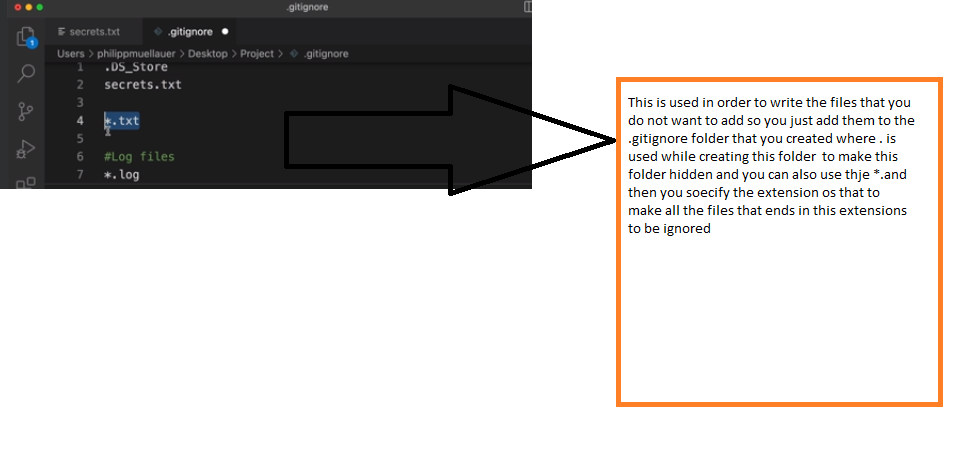 .gitignore
secrets.txt
.gitignore
Users > philippmuellauer > Desktop > Project > .gitignore
1 .DS_Store
2 secrets.txt
3
4 *.txt
5
6 #Log files
7 *.log
1
This is used in order to write the files that you
do not want to add so you just add them to the
.gitignore folder that you created where . is
used while creating this folder to make this
folder hidden and you can also use thje *.and
then you soecify the extension os that to
make all the files that ends in this extensions
to be ignored